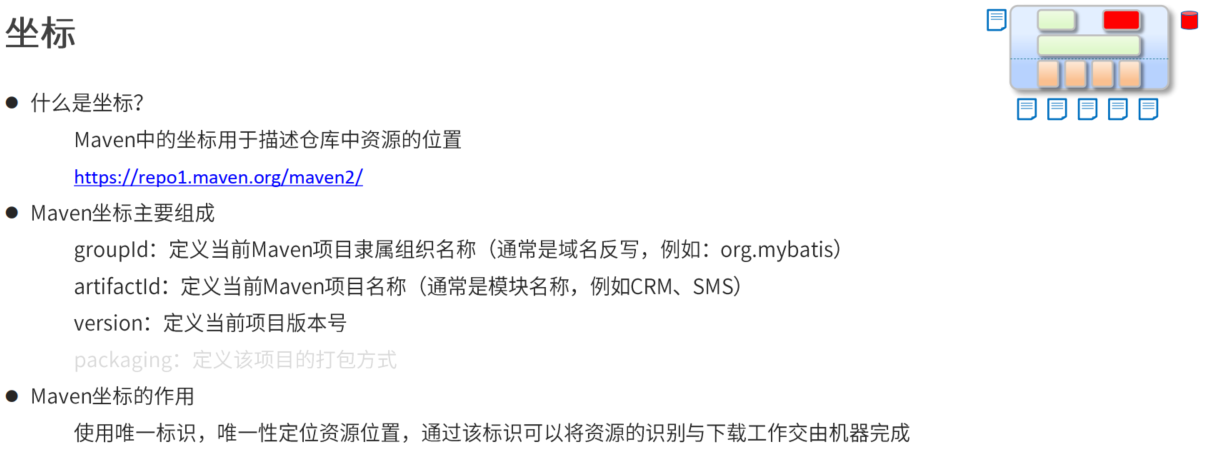 坐标
● 什么是坐标?
Maven中的坐标用于描述仓库中资源的位置
https://repo1.maven.org/maven2/
● Maven坐标主要组成
groupId：定义当前Maven项目隶属组织名称（通常是域名反写，例如：org.mybatis）
artifactId：定义当前Maven项目名称（通常是模块名称，例如CRM、SMS）
version：定义当前项目版本号
packaging：定义该项目的打包方式
● Maven坐标的作用
使用唯一标识，唯一性定位资源位置，通过该标识可以将资源的识别与下载工作交由机器完成